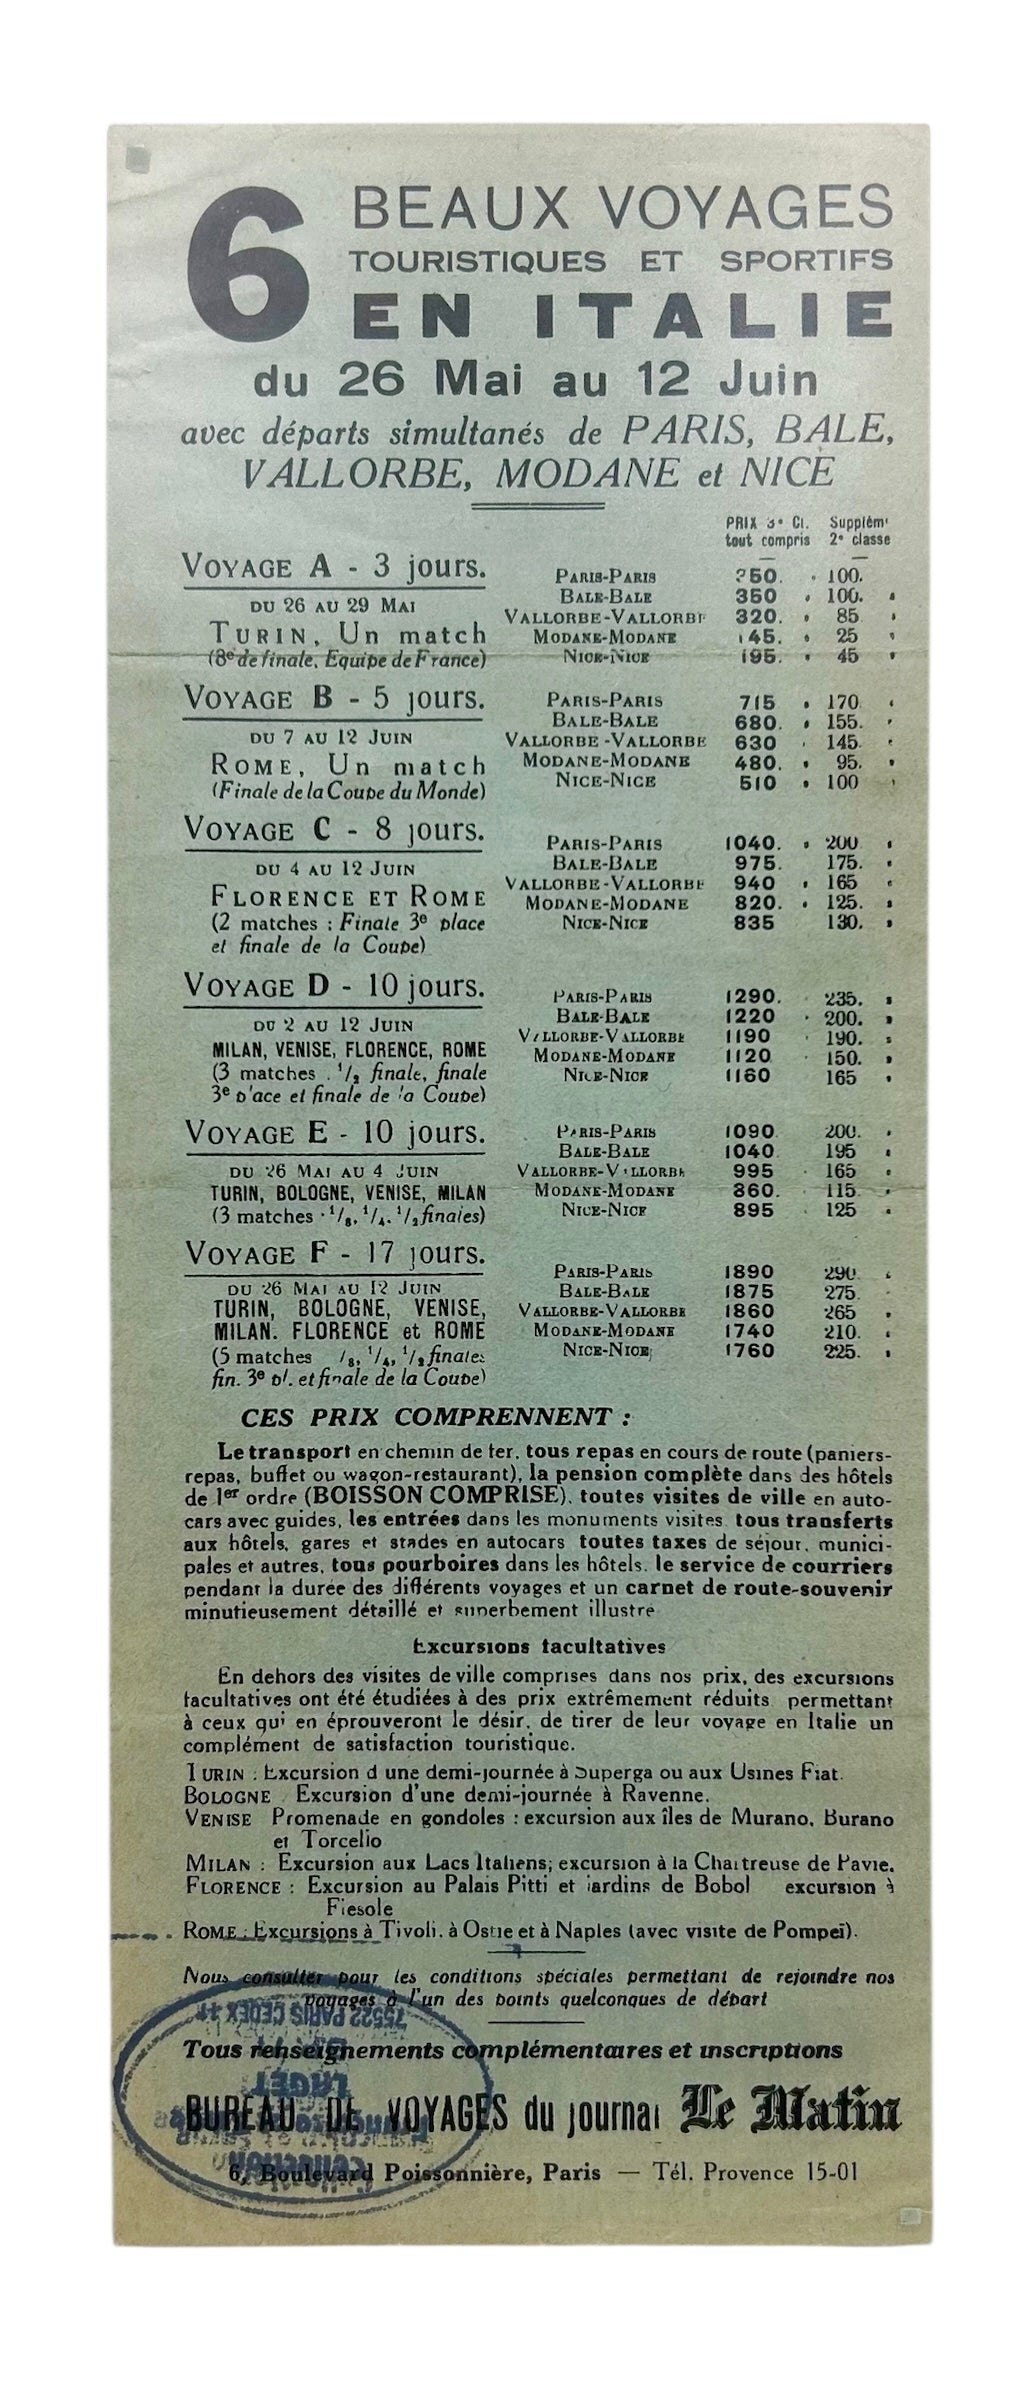 6 BEAUX VOYAGES
TOURISTIQUES ET SPORTIFS
EN ITALIE
du 26 Mai au 12 Juin
avec départs simultanés de PARIS, BALE,
VALLORBE, MODANE et NICE
PRIX 3e Cl. Supplémt
tout compris 2e classe
VOYAGE A - 3 jours.
DU 26 AU 29 MAI
TURIN, Un match
(8e de finale, Equipe de France)
PARIS-PARIS 350. 100.
BALE-BALE 350 100.
VALLORBE-VALLORBE 320. 85
MODANE-MODANE 145. 25
NICE-NICE 195. 45
VOYAGE B - 5 jours.
DU 7 AU 12 JUIN
ROME, Un match
(Finale de la Coupe du Monde)
PARIS-PARIS 715 170
BALE-BALE 680. 155.
VALLORBE-VALLORBE 630 145.
MODANE-MODANE 480. 95.
NICE-NICE 510 100
VOYAGE C - 8 jours.
DU 4 AU 12 JUIN
FLORENCE ET ROME
(2 matches : Finale 3e place
et finale de la Coupe)
PARIS-PARIS 1040. 200
BALE-BALE 975. 175.
VALLORBE-VALLORBE 940 165
MODANE-MODANE 820. 125.
NICE-NICE 835 130.
VOYAGE D - 10 jours.
DU 2 AU 12 JUIN
MILAN, VENISE, FLORENCE, ROME
(3 matches . 1/2 finale, finale
3e place et finale de la Coupe)
PARIS-PARIS 1290. 235.
BALE-BALE 1220 200.
VALLORBE-VALLORBE 1190 190.
MODANE-MODANE 1120 150.
NICE-NICE 1160 165
VOYAGE E - 10 jours.
DU 26 MAI AU 4 JUIN
TURIN, BOLOGNE, VENISE, MILAN
(3 matches . 1/8, 1/4, 1/2 finales)
PARIS-PARIS 1090 200.
BALE-BALE 1040 195
VALLORBE-VALLORBE 995 165
MODANE-MODANE 860. 115
NICE-NICE 895 125
VOYAGE F - 17 jours.
DU 26 MAI AU 12 JUIN
TURIN, BOLOGNE, VENISE,
MILAN. FLORENCE et ROME
(5 matches 1/8, 1/4, 1/2 finales
fin. 3e pl. et finale de la Coupe)
PARIS-PARIS 1890 290
BALE-BALE 1875 275
VALLORBE-VALLORBE 1860 265
MODANE-MODANE 1740 210.
NICE-NICE 1760 225.
CES PRIX COMPRENNENT :
Le transport en chemin de fer, tous repas en cours de route (paniers-
repas, buffet ou wagon-restaurant), la pension complète dans des hôtels
de 1er ordre (BOISSON COMPRISE), toutes visites de ville en auto-
cars avec guides, les entrées dans les monuments visités tous transferts
aux hôtels, gares et stades en autocars toutes taxes de séjour, munici-
pales et autres, tous pourboires dans les hôtels, le service de courriers
pendant la durée des différents voyages et un carnet de route-souvenir
minutieusement détaillé et superbement illustré
Excursions facultatives
En dehors des visites de ville comprises dans nos prix, des excursions
facultatives ont été étudiées à des prix extrêmement réduits permettant
à ceux qui en éprouveront le désir, de tirer de leur voyage en Italie un
complément de satisfaction touristique.
TURIN : Excursion d'une demi-journée à Superga ou aux Usines Fiat.
BOLOGNE Excursion d'une demi-journée à Ravenne.
VENISE Promenade en gondoles : excursion aux îles de Murano, Burano
et Torcelio
MILAN : Excursion aux Lacs Italiens; excursion à la Chartreuse de Pavie.
FLORENCE : Excursion au Palais Pitti et jardins de Bobol excursion à
Fiesole
ROME : Excursions à Tivoli. à Ostie et à Naples (avec visite de Pompeï).
Nous consulter pour les conditions spéciales permettant de rejoindre nos
voyages à l'un des points quelconques de départ
Tous renseignements complémentaires et inscriptions
BUREAU DE VOYAGES du journal Le Matin
6, Boulevard Poissonnière, Paris — Tél. Provence 15-01
75522 PARIS CEDEX 11